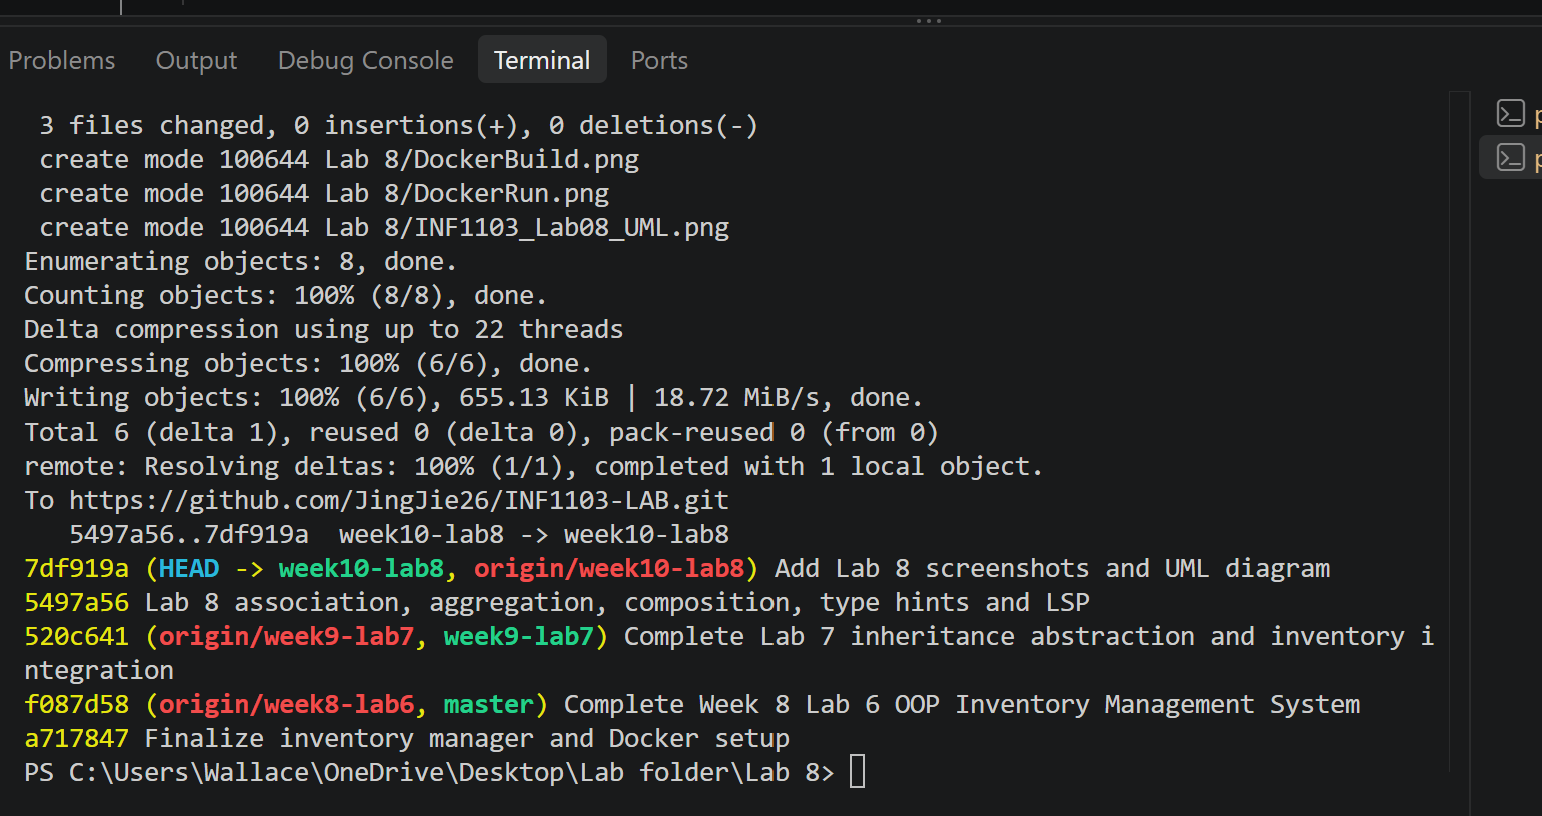 Problems Output Debug Console Terminal Ports
3 files changed, 0 insertions(+), 0 deletions(-)
create mode 100644 Lab 8/DockerBuild.png
create mode 100644 Lab 8/DockerRun.png
create mode 100644 Lab 8/INF1103_Lab08_UML.png
Enumerating objects: 8, done.
Counting objects: 100% (8/8), done.
Delta compression using up to 22 threads
Compressing objects: 100% (6/6), done.
Writing objects: 100% (6/6), 655.13 KiB | 18.72 MiB/s, done.
Total 6 (delta 1), reused 0 (delta 0), pack-reused 0 (from 0)
remote: Resolving deltas: 100% (1/1), completed with 1 local object.
To https://github.com/JingJie26/INF1103-LAB.git
5497a56..7df919a  week10-lab8 -> week10-lab8
7df919a (HEAD -> week10-lab8, origin/week10-lab8) Add Lab 8 screenshots and UML diagram
5497a56 Lab 8 association, aggregation, composition, type hints and LSP
520c641 (origin/week9-lab7, week9-lab7) Complete Lab 7 inheritance abstraction and inventory i
ntegration
f087d58 (origin/week8-lab6, master) Complete Week 8 Lab 6 OOP Inventory Management System
a717847 Finalize inventory manager and Docker setup
PS C:\Users\Wallace\OneDrive\Desktop\Lab folder\Lab 8>